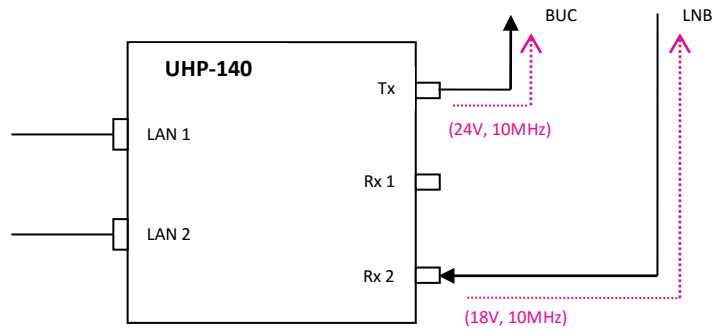 BUC
LNB
UHP-140
Tx
(24V, 10MHz)
LAN 1
Rx 1
LAN 2
Rx 2
(18V, 10MHz)